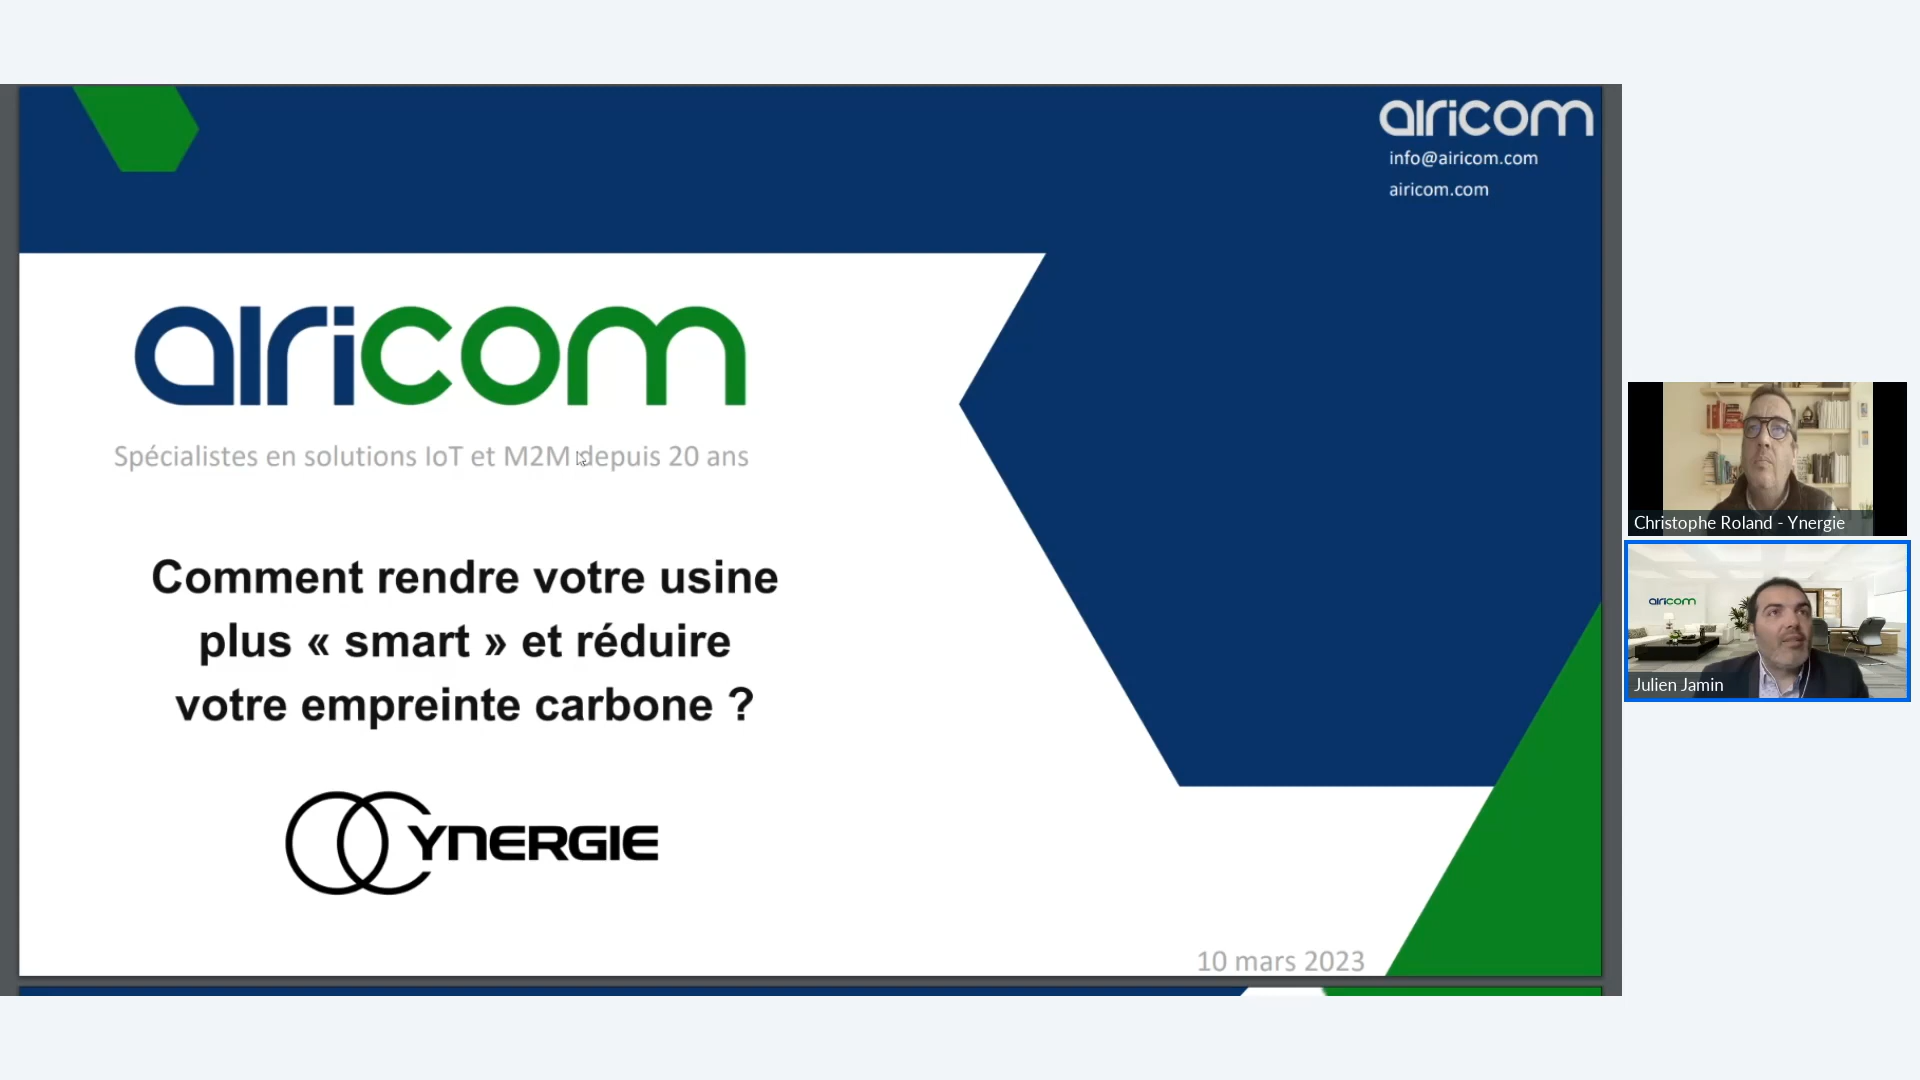 airicom
info@airicom.com
airicom.com
airicom
Spécialistes en solutions IoT et M2M depuis 20 ans
Comment rendre votre usine
plus « smart » et réduire
votre empreinte carbone ?
YNERGIE
10 mars 2023
Christophe Roland - Ynergie
airicom
Julien Jamin